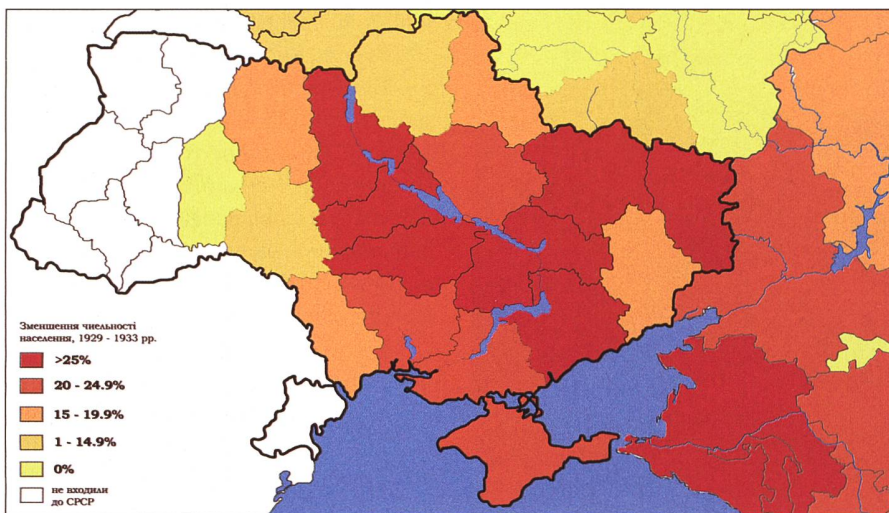 Зменшення чисельності
населення, 1929 - 1933 рр.
>25%
20 - 24.9%
15 - 19.9%
1 - 14.9%
0%
не входили
до СРСР